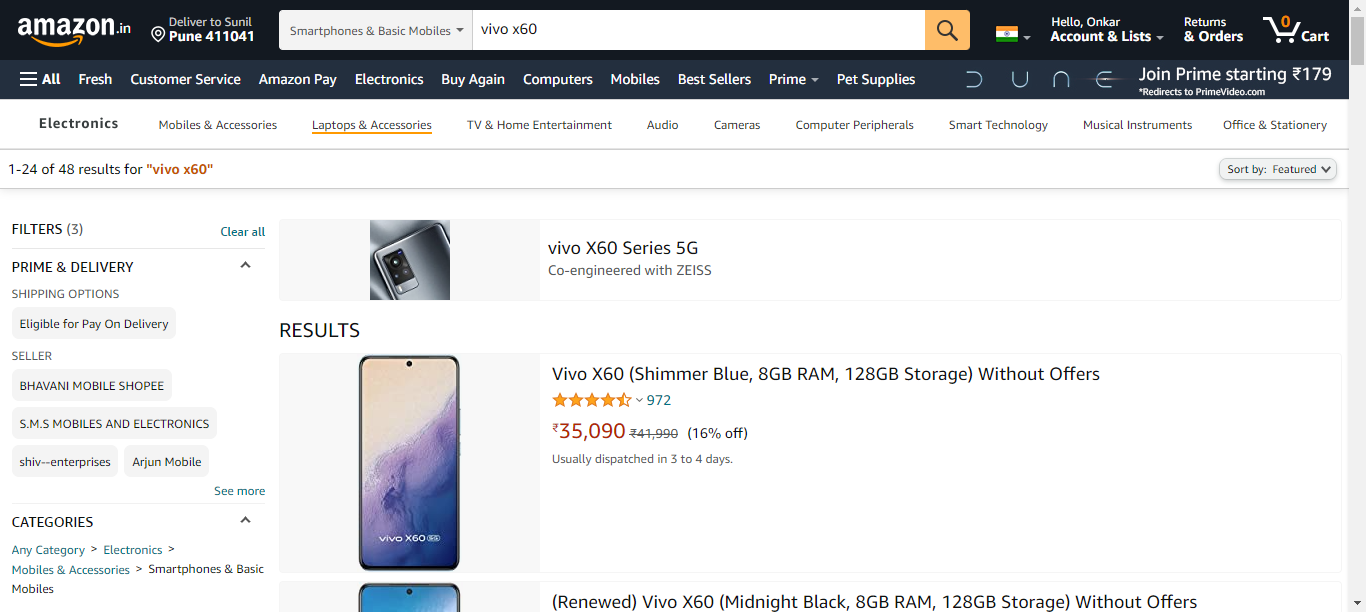 amazon.in
Deliver to Sunil
Pune 411041
Smartphones & Basic Mobiles
vivo x60
Hello, Onkar
Account & Lists
Returns
& Orders
0
Cart
All Fresh Customer Service Amazon Pay Electronics Buy Again Computers Mobiles Best Sellers Prime Pet Supplies
Join Prime starting ₹179
*Redirects to PrimeVideo.com
Electronics Mobiles & Accessories Laptops & Accessories TV & Home Entertainment Audio Cameras Computer Peripherals Smart Technology Musical Instruments Office & Stationery
1-24 of 48 results for "vivo x60"
Sort by: Featured
FILTERS (3)
Clear all
PRIME & DELIVERY
SHIPPING OPTIONS
Eligible for Pay On Delivery
SELLER
BHAVANI MOBILE SHOPEE
S.M.S MOBILES AND ELECTRONICS
shiv--enterprises
Arjun Mobile
See more
CATEGORIES
Any Category > Electronics >
Mobiles & Accessories > Smartphones & Basic
Mobiles
vivo X60 Series 5G
Co-engineered with ZEISS
RESULTS
vivo X60 5G
Vivo X60 (Shimmer Blue, 8GB RAM, 128GB Storage) Without Offers
972
₹35,090 ₹41,990 (16% off)
Usually dispatched in 3 to 4 days.
(Renewed) Vivo X60 (Midnight Black, 8GB RAM, 128GB Storage) Without Offers